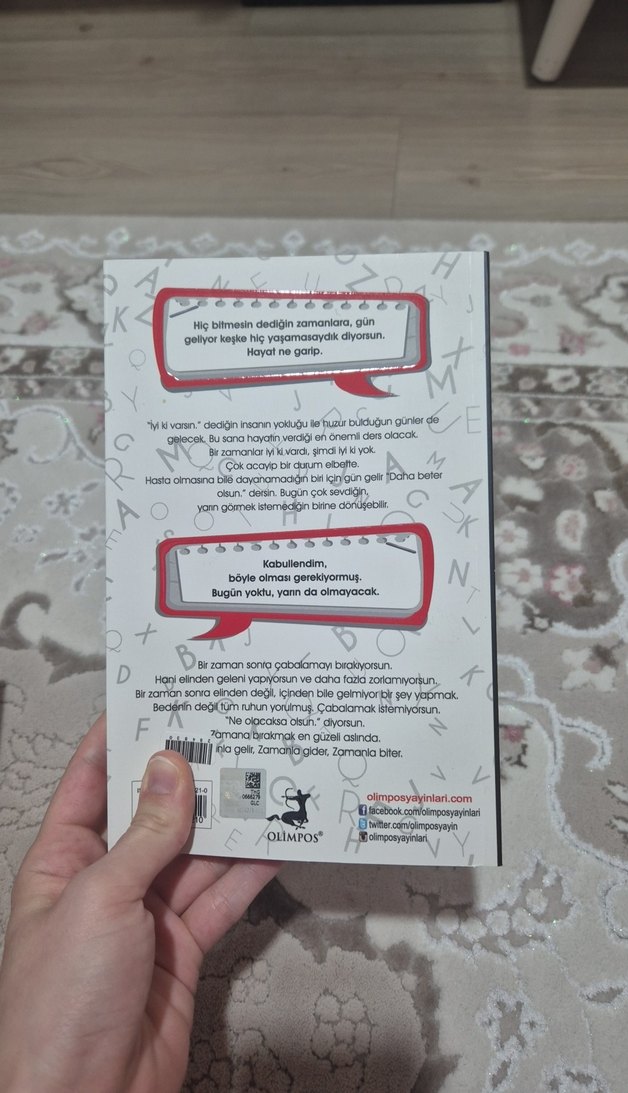 Hiç bitmesin dediğin zamanlara, gün
geliyor keşke hiç yaşamasaydık diyorsun.
Hayat ne garip.
"İyi ki varsın." dediğin insanın yokluğu ile huzur bulduğun günler de
gelecek. Bu sana hayatın verdiği en önemli ders olacak.
Bir zamanlar iyi ki vardı, şimdi iyi ki yok.
Çok acayip bir durum elbette.
Hasta olmasına bile dayanamadığın biri için gün gelir "Daha beter
olsun." dersin. Bugün çok sevdiğin,
yarın görmek istemediğin birine dönüşebilir.
Kabullendim,
böyle olması gerekiyormuş.
Bugün yoktu, yarın da olmayacak.
Bir zaman sonra çabalamayı bırakıyorsun.
Hani elinden geleni yapıyorsun ve daha fazla zorlamıyorsun.
Bir zaman sonra elinden değil, içinden bile gelmiyor bir şey yapmak.
Bedenin değil tüm ruhun yorulmuş. Çabalamak istemiyorsun.
"Ne olacaksa olsun." diyorsun.
Zamana bırakmak en güzeli aslında.
gelir, Zamanla gider, Zamanla biter.
olimposyayinlari.com
facebook.com/olimposyayinlari
twitter.com/olimposyayin
olimposyayinlari
OLİMPOS®